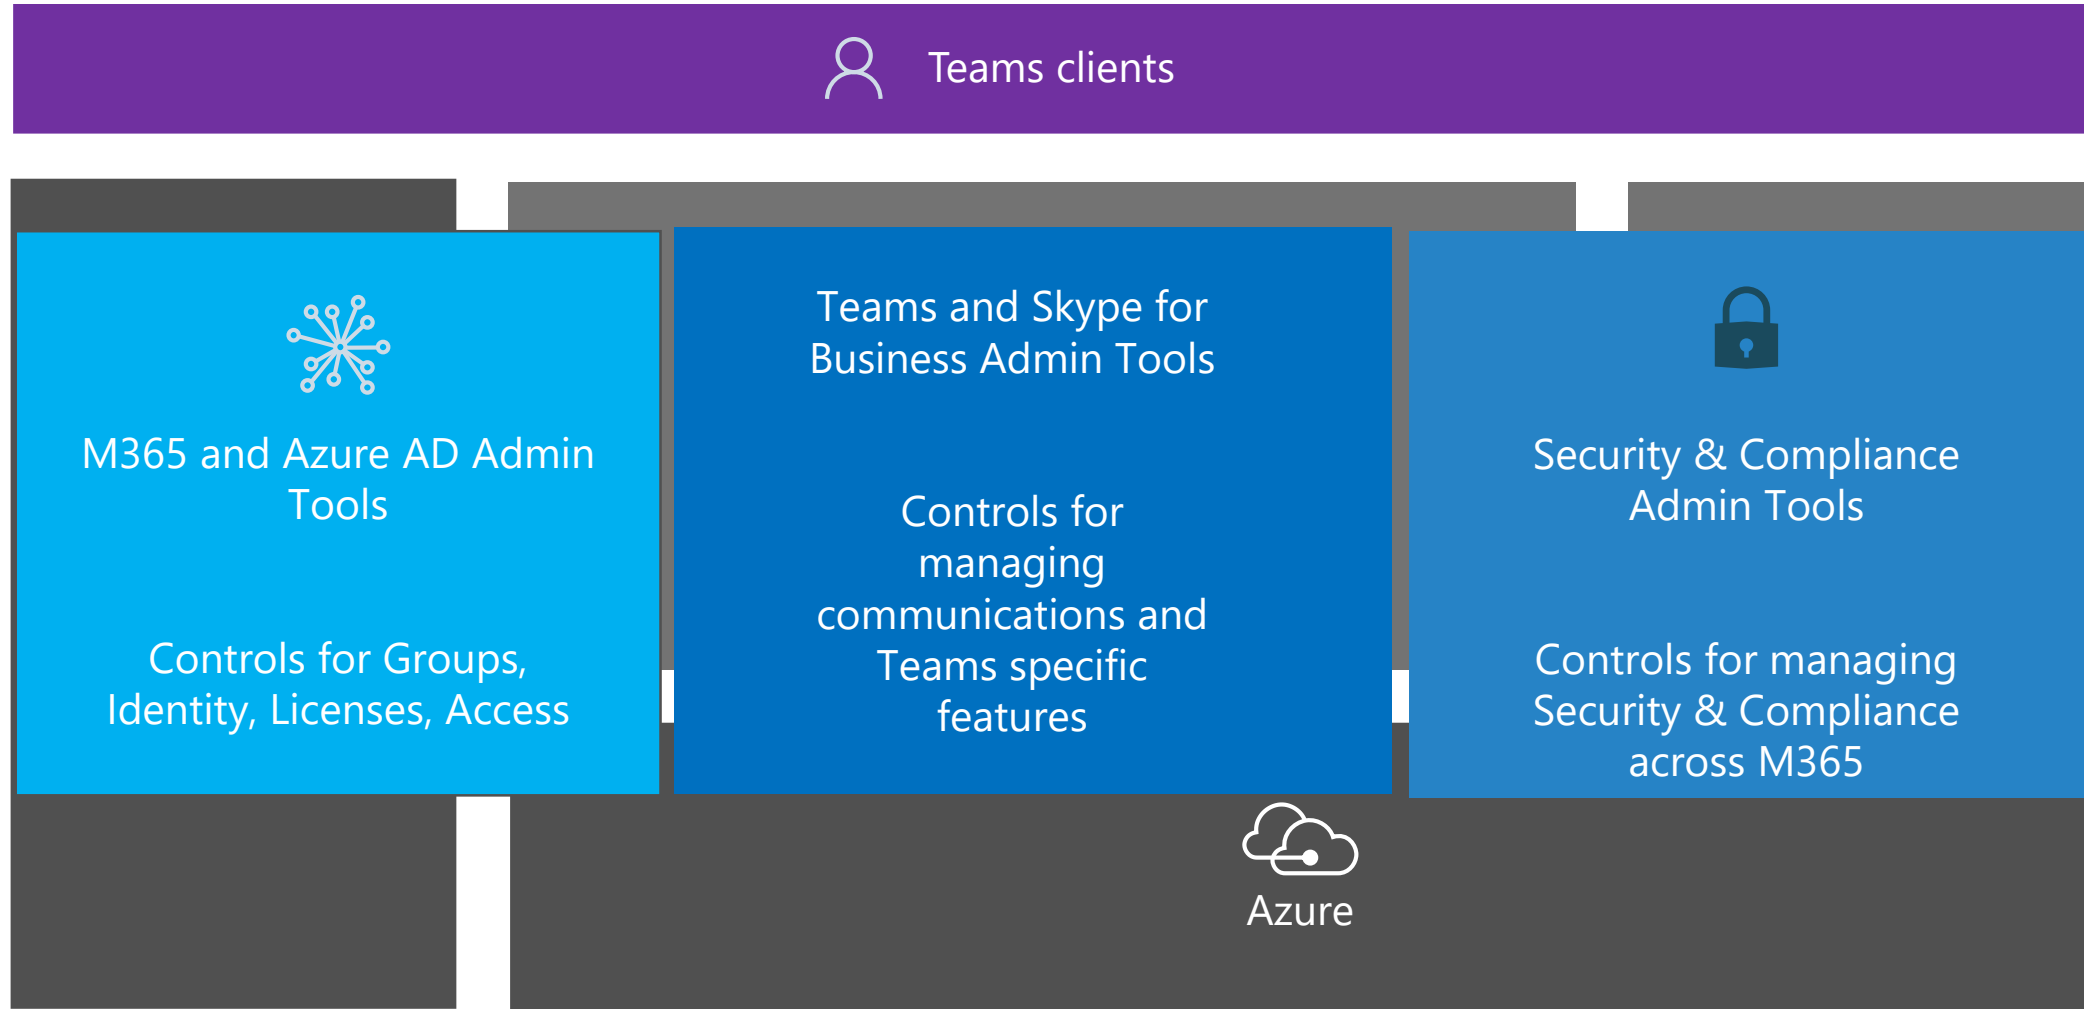 Teams clients
M365 and Azure AD Admin
Tools
Controls for Groups,
Identity, Licenses, Access
Teams and Skype for
Business Admin Tools
Controls for
managing
communications and
Teams specific
features
Security & Compliance
Admin Tools
Controls for managing
Security & Compliance
across M365
Azure